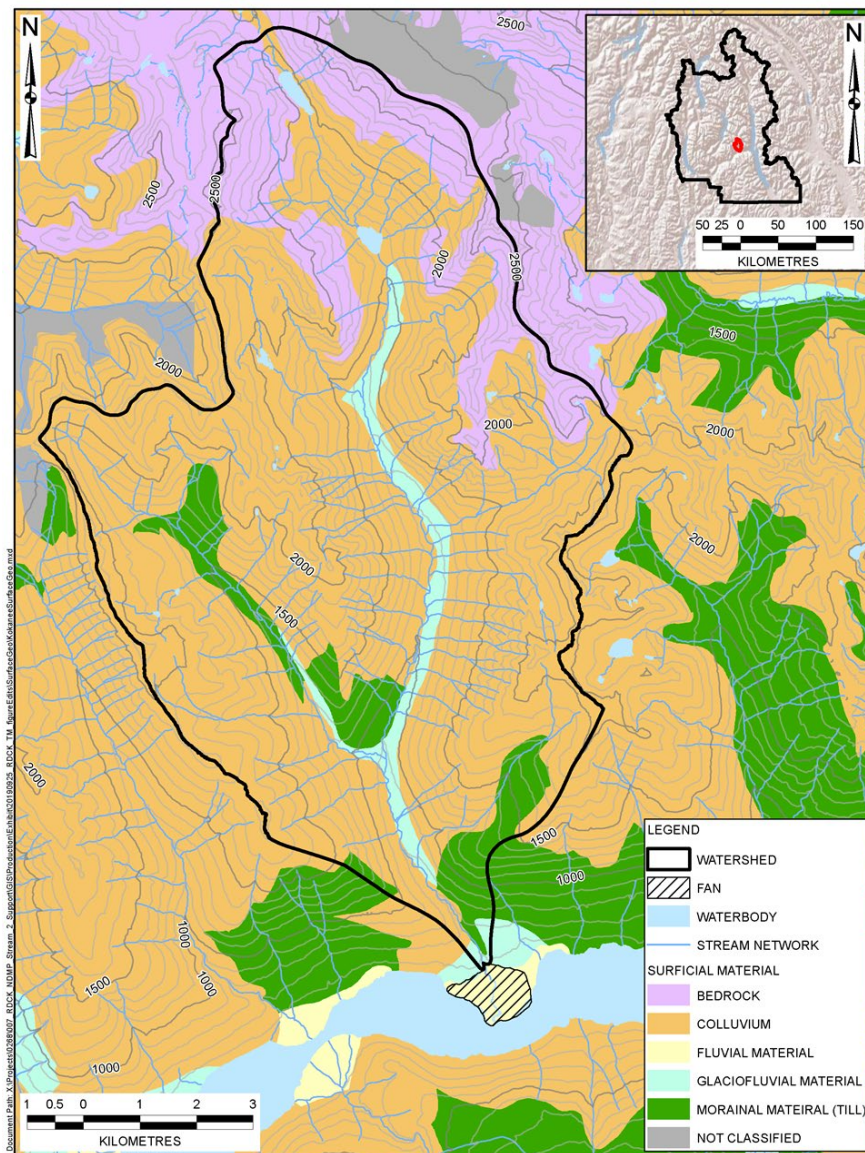 N
N
N
2500
2500
2500
2500
2500
2000
2000
2000
2000
2000
2000
2000
1500
1500
1500
1500
1000
1000
1000
1000
50 25 0 50 100 150
KILOMETRES
LEGEND
WATERSHED
FAN
WATERBODY
STREAM NETWORK
SURFICIAL MATERIAL
BEDROCK
COLLUVIUM
FLUVIAL MATERIAL
GLACIOFLUVIAL MATERIAL
MORAINAL MATEIRAL (TILL)
NOT CLASSIFIED
1 0.5 0 1 2 3
KILOMETRES